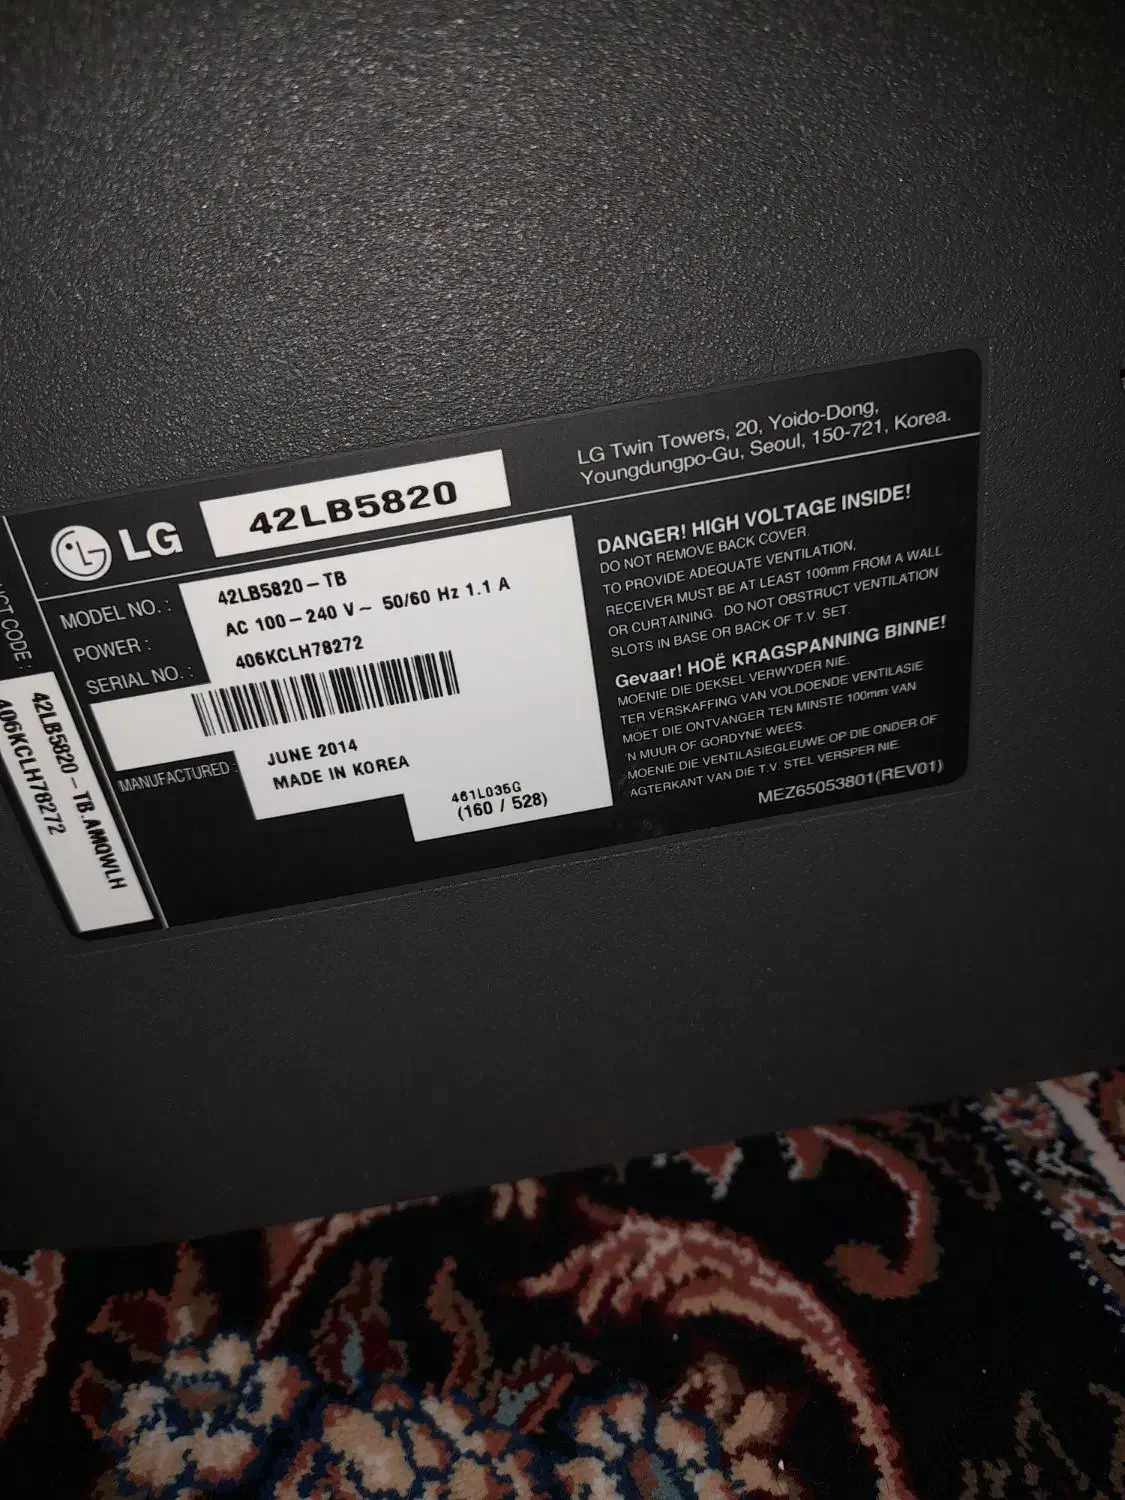 LG
42LB5820
LG Twin Towers, 20, Yoido-Dong,
Youngdungpo-Gu, Seoul, 150-721, Korea.
MODEL NO. : 42LB5820-TB
POWER : AC 100-240 V~ 50/60 Hz 1.1 A
SERIAL NO. : 406KCLH78272
MANUFACTURED : JUNE 2014
MADE IN KOREA
461L036G
(160 / 528)
DANGER! HIGH VOLTAGE INSIDE!
DO NOT REMOVE BACK COVER.
TO PROVIDE ADEQUATE VENTILATION,
RECEIVER MUST BE AT LEAST 100mm FROM A WALL
OR CURTAINING. DO NOT OBSTRUCT VENTILATION
SLOTS IN BASE OR BACK OF T.V. SET.
Gevaar! HOË KRAGSPANNING BINNE!
MOENIE DIE DEKSEL VERWYDER NIE.
TER VERSKAFFING VAN VOLDOENDE VENTILASIE
MOET DIE ONTVANGER TEN MINSTE 100mm VAN
'N MUUR OF GORDYNE WEES.
MOENIE DIE VENTILASIEGLEUWE OP DIE ONDER OF
AGTERKANT VAN DIE T.V. STEL VERSPER NIE.
MEZ65053801(REV01)
CODE :
42LB5820-TB.AMQWLH
406KCLH78272